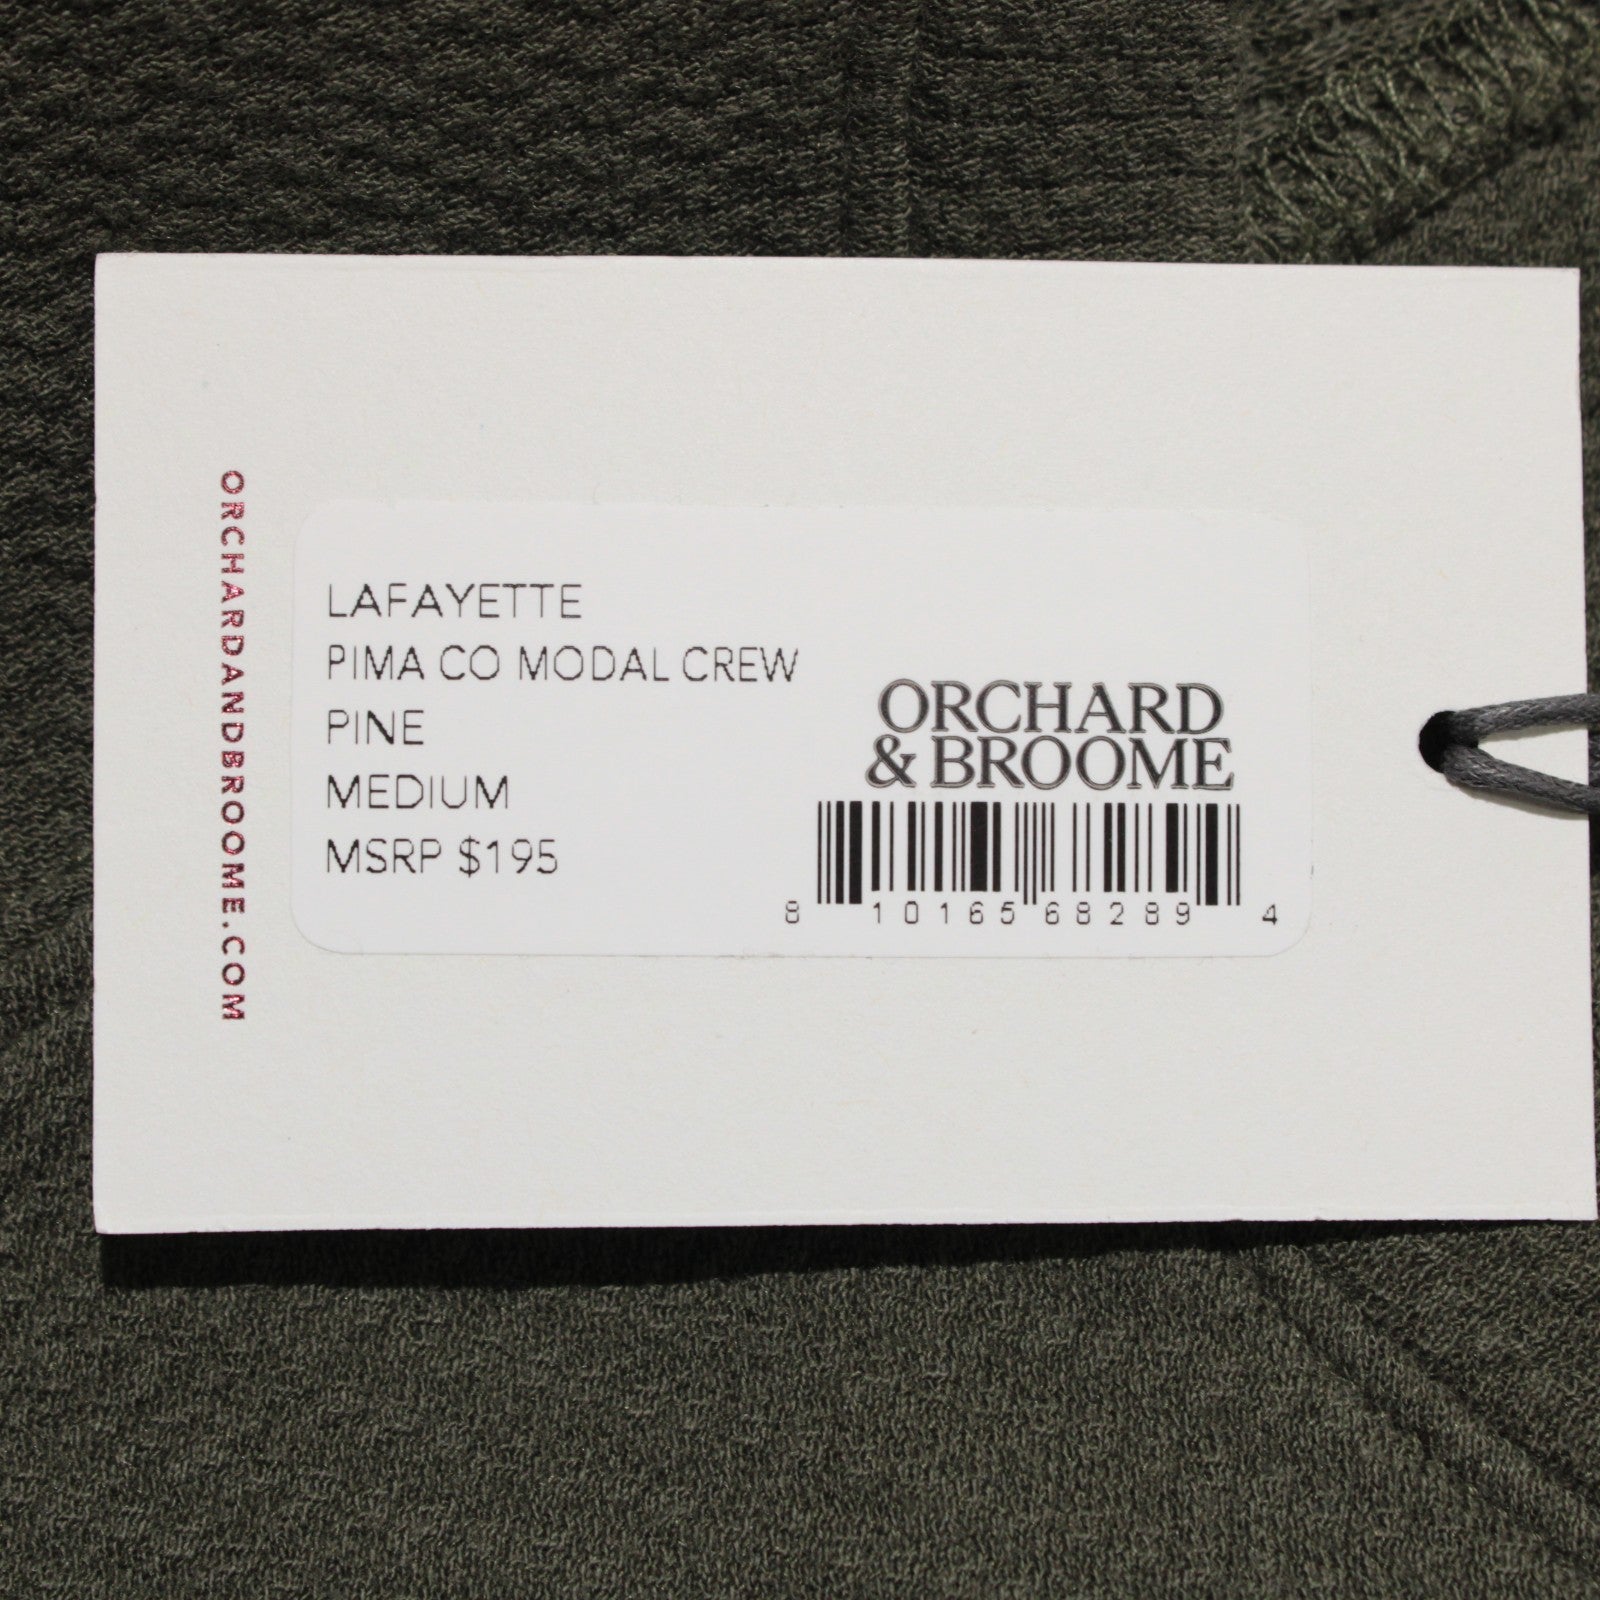 ORCHARDANDBROOME.COM
LAFAYETTE
PIMA CO MODAL CREW
PINE
MEDIUM
MSRP $195
ORCHARD
& BROOME
8 10165 68289 4